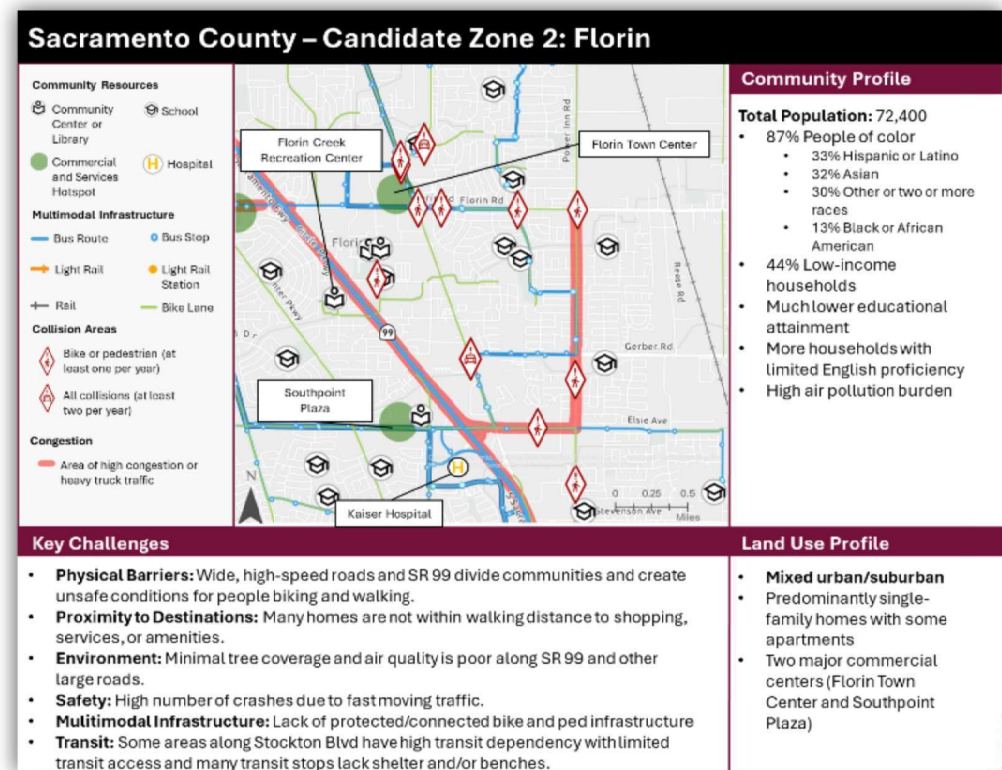 Sacramento County – Candidate Zone 2: Florin
Community Resources
Community
Center or
Library
School
Commercial
and Services
Hotspot
Hospital
Multimodal Infrastructure
Bus Route
Bus Stop
Light Rail
Light Rail
Station
Rail
Bike Lane
Collision Areas
Bike or pedestrian (at
least one per year)
All collisions (at least
two per year)
Congestion
Area of high congestion or
heavy truck traffic
N
Florin Creek
Recreation Center
Florin Town Center
Power Inn Rd
Florin Rd
Reese Rd
99
Gerber Rd
Southpoint
Plaza
Elsie Ave
H
Kaiser Hospital
0 0.25 0.5
Miles
Stevenson Ave
Community Profile
Total Population: 72,400
• 87% People of color
• 33% Hispanic or Latino
• 32% Asian
• 30% Other or two or more
races
• 13% Black or African
American
• 44% Low-income
households
• Much lower educational
attainment
• More households with
limited English proficiency
• High air pollution burden
Key Challenges
• Physical Barriers: Wide, high-speed roads and SR 99 divide communities and create
unsafe conditions for people biking and walking.
• Proximity to Destinations: Many homes are not within walking distance to shopping,
services, or amenities.
• Environment: Minimal tree coverage and air quality is poor along SR 99 and other
large roads.
• Safety: High number of crashes due to fast moving traffic.
• Mulitimodal Infrastructure: Lack of protected/connected bike and ped infrastructure
• Transit: Some areas along Stockton Blvd have high transit dependency with limited
transit access and many transit stops lack shelter and/or benches.
Land Use Profile
• Mixed urban/suburban
• Predominantly single-
family homes with some
apartments
• Two major commercial
centers (Florin Town
Center and Southpoint
Plaza)